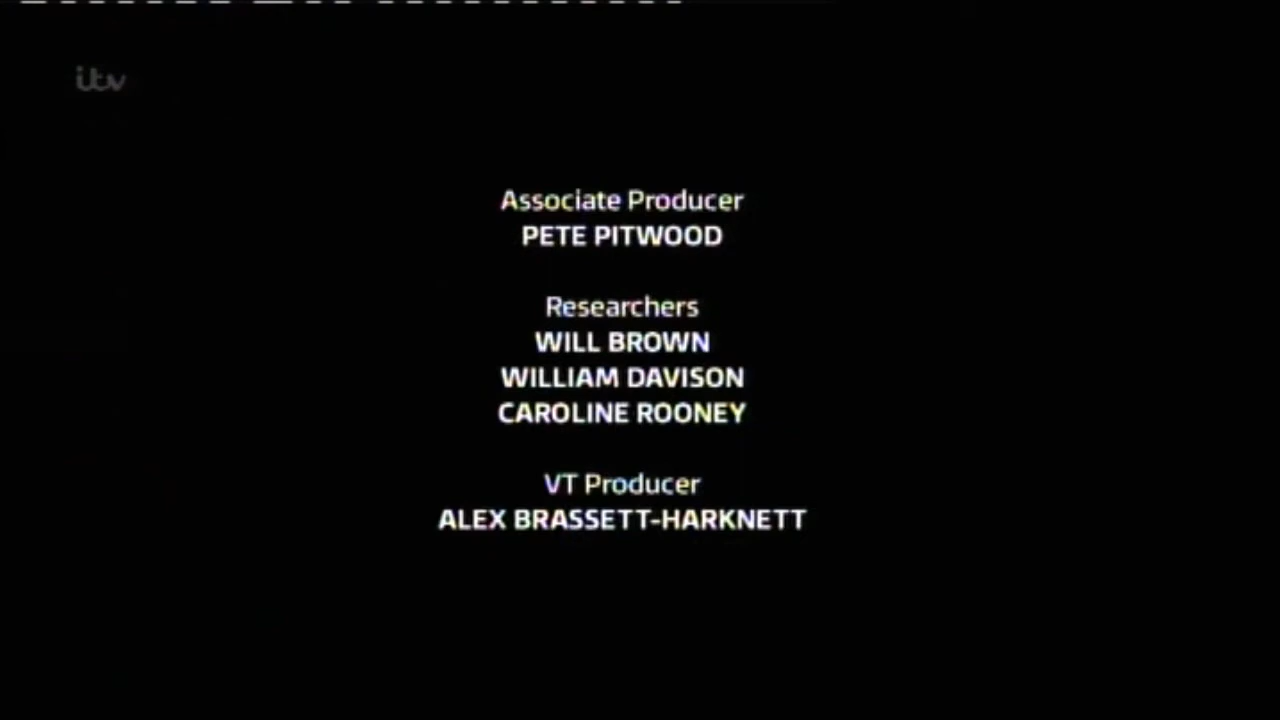 itv
Associate Producer
PETE PITWOOD
Researchers
WILL BROWN
WILLIAM DAVISON
CAROLINE ROONEY
VT Producer
ALEX BRASSETT-HARKNETT